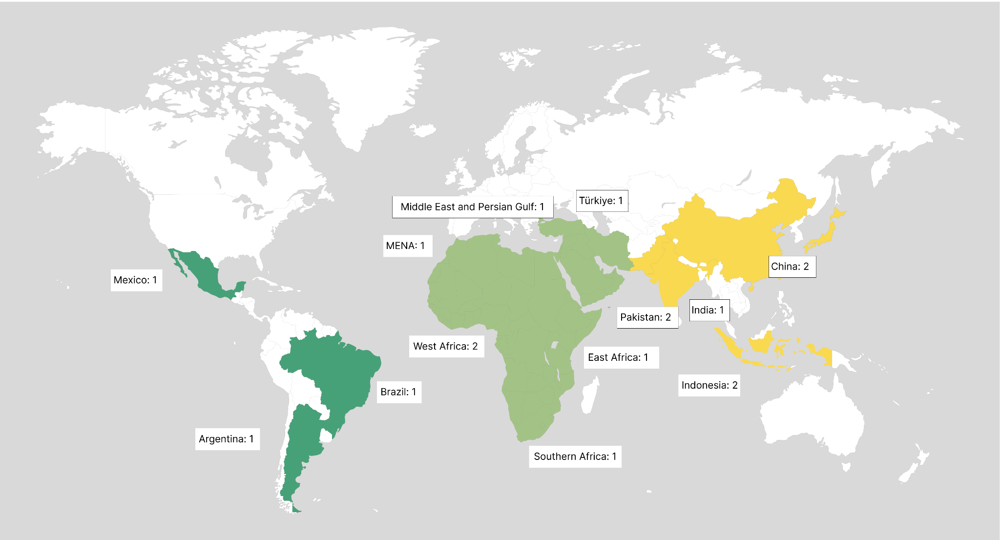 Türkiye: 1
Middle East and Persian Gulf: 1
MENA: 1
China: 2
Mexico: 1
India: 1
Pakistan: 2
West Africa: 2
East Africa: 1
Indonesia: 2
Brazil: 1
Argentina: 1
Southern Africa: 1